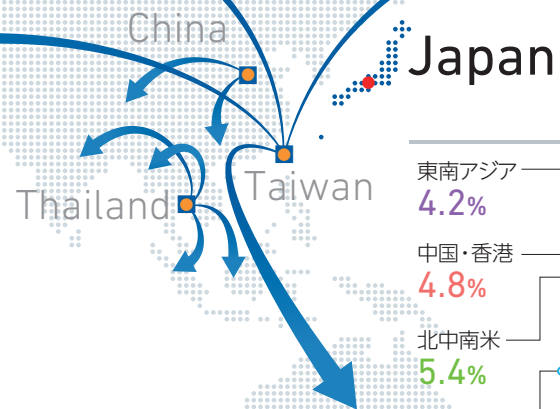 China
Japan
Taiwan
Thailand
東南アジア
4.2%
中国・香港
4.8%
北中南米
5.4%